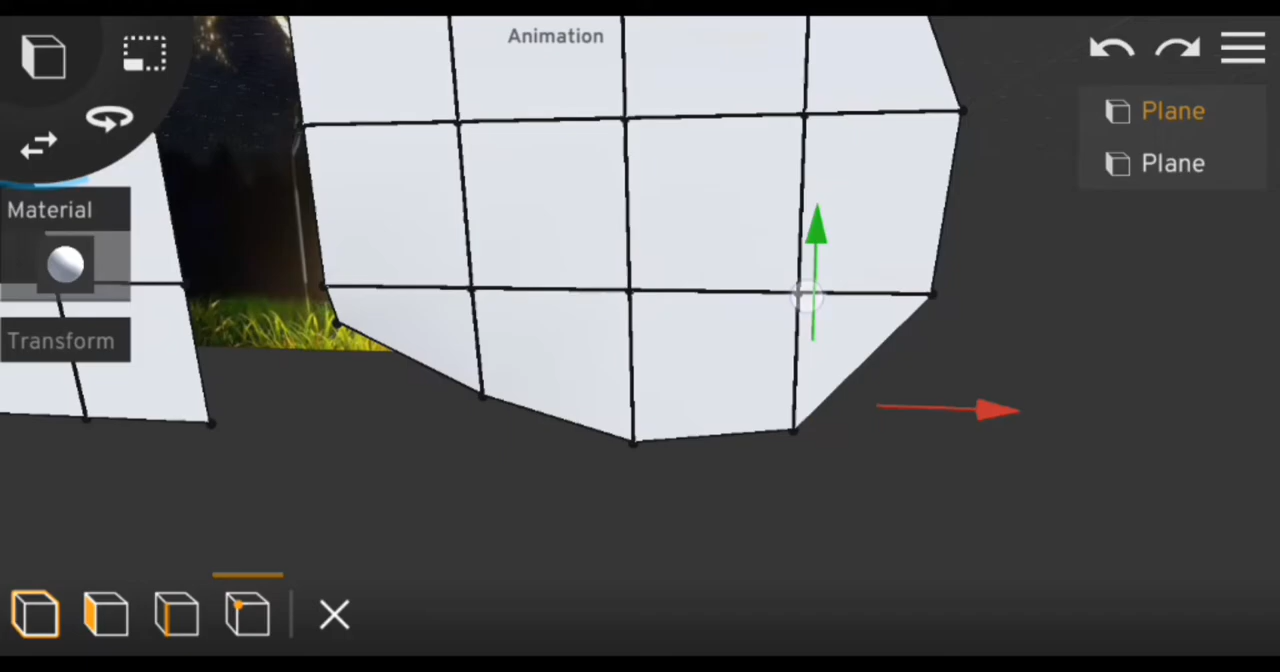 Animation
Plane
Plane
Material
Transform